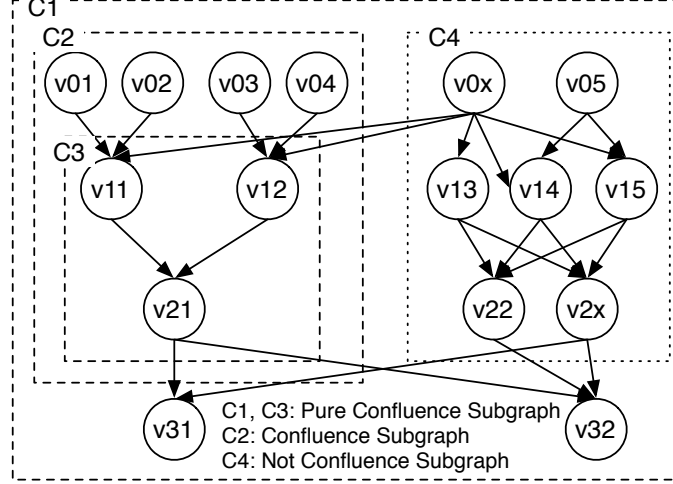 C1
C2
C4
v01 v02 v03 v04 v0x v05
C3
v11 v12 v13 v14 v15
v21 v22 v2x
v31 v32
C1, C3: Pure Confluence Subgraph
C2: Confluence Subgraph
C4: Not Confluence Subgraph